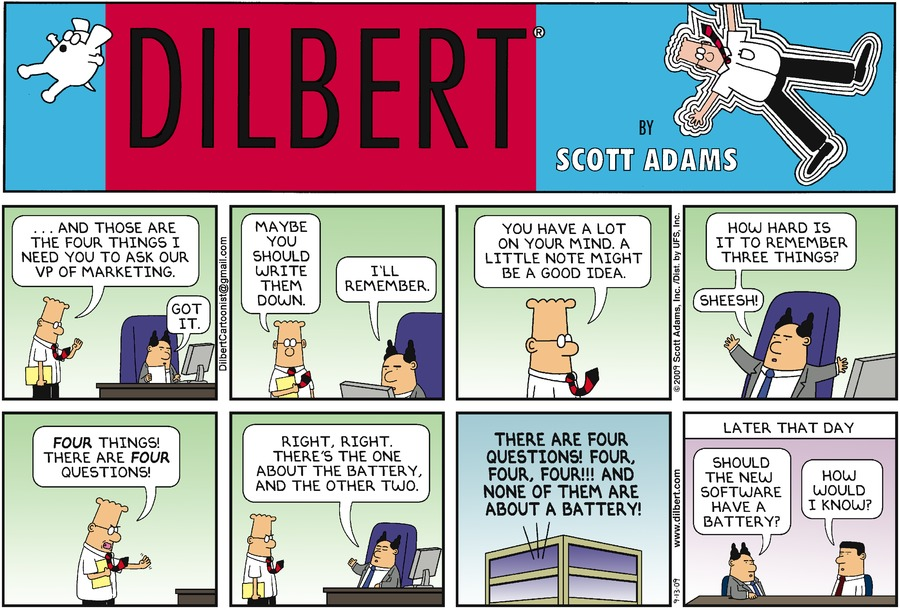 DILBERT®
BY
SCOTT ADAMS
. . . AND THOSE ARE
THE FOUR THINGS I
NEED YOU TO ASK OUR
VP OF MARKETING.
GOT
IT.
DilbertCartoonist@gmail.com
MAYBE
YOU
SHOULD
WRITE
THEM
DOWN.
I'LL
REMEMBER.
YOU HAVE A LOT
ON YOUR MIND. A
LITTLE NOTE MIGHT
BE A GOOD IDEA.
©2009 Scott Adams, Inc./Dist. by UFS, Inc.
HOW HARD IS
IT TO REMEMBER
THREE THINGS?
SHEESH!
FOUR THINGS!
THERE ARE FOUR
QUESTIONS!
RIGHT, RIGHT.
THERE'S THE ONE
ABOUT THE BATTERY,
AND THE OTHER TWO.
THERE ARE FOUR
QUESTIONS! FOUR,
FOUR, FOUR!!! AND
NONE OF THEM ARE
ABOUT A BATTERY!
9-13-09
www.dilbert.com
LATER THAT DAY
SHOULD
THE NEW
SOFTWARE
HAVE A
BATTERY?
HOW
WOULD
I KNOW?